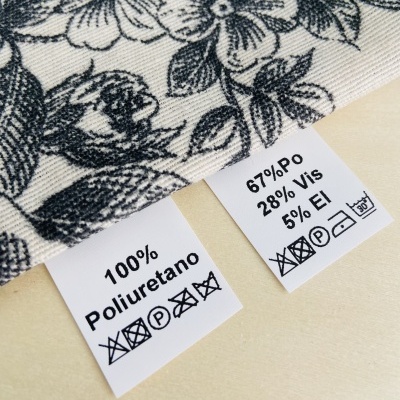 100%
Poliuretano
P
67%Po
28% Vis
5% El
P
30°